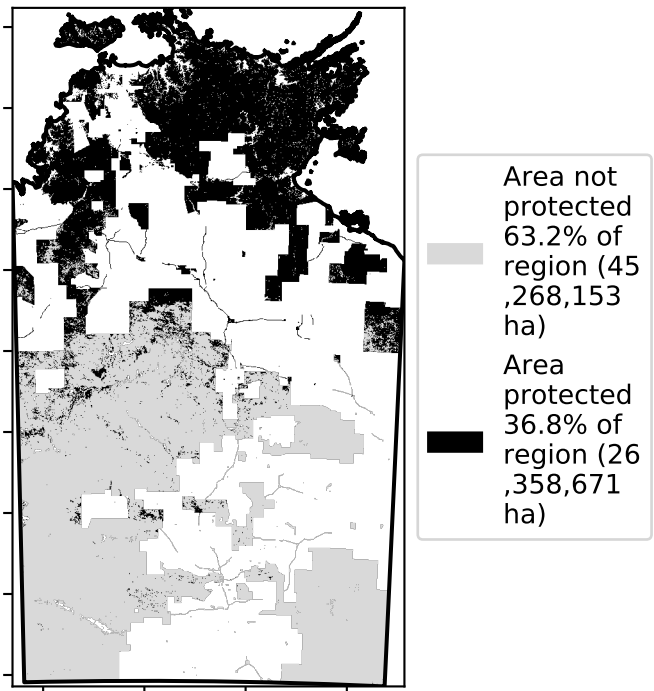 Area not
protected
63.2% of
region (45
,268,153
ha)
Area
protected
36.8% of
region (26
,358,671
ha)